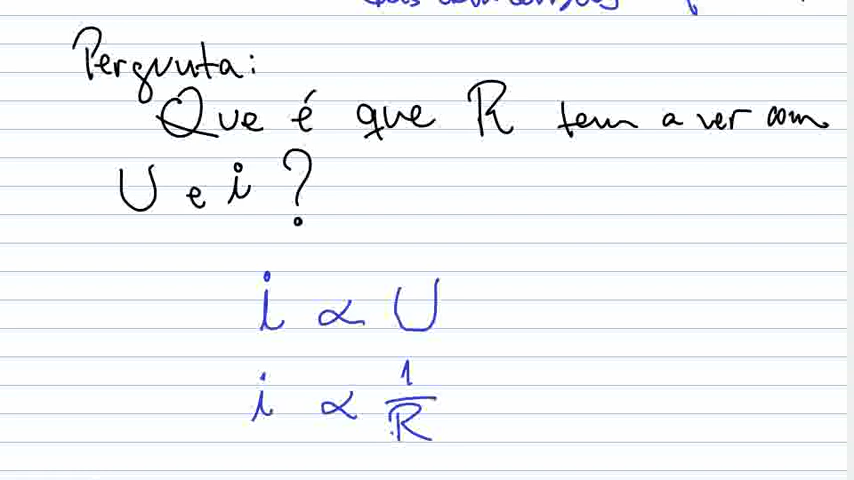 Pergunta:
Que é que R tem a ver com
U e i ?
i ∝ U
i ∝ 1/R